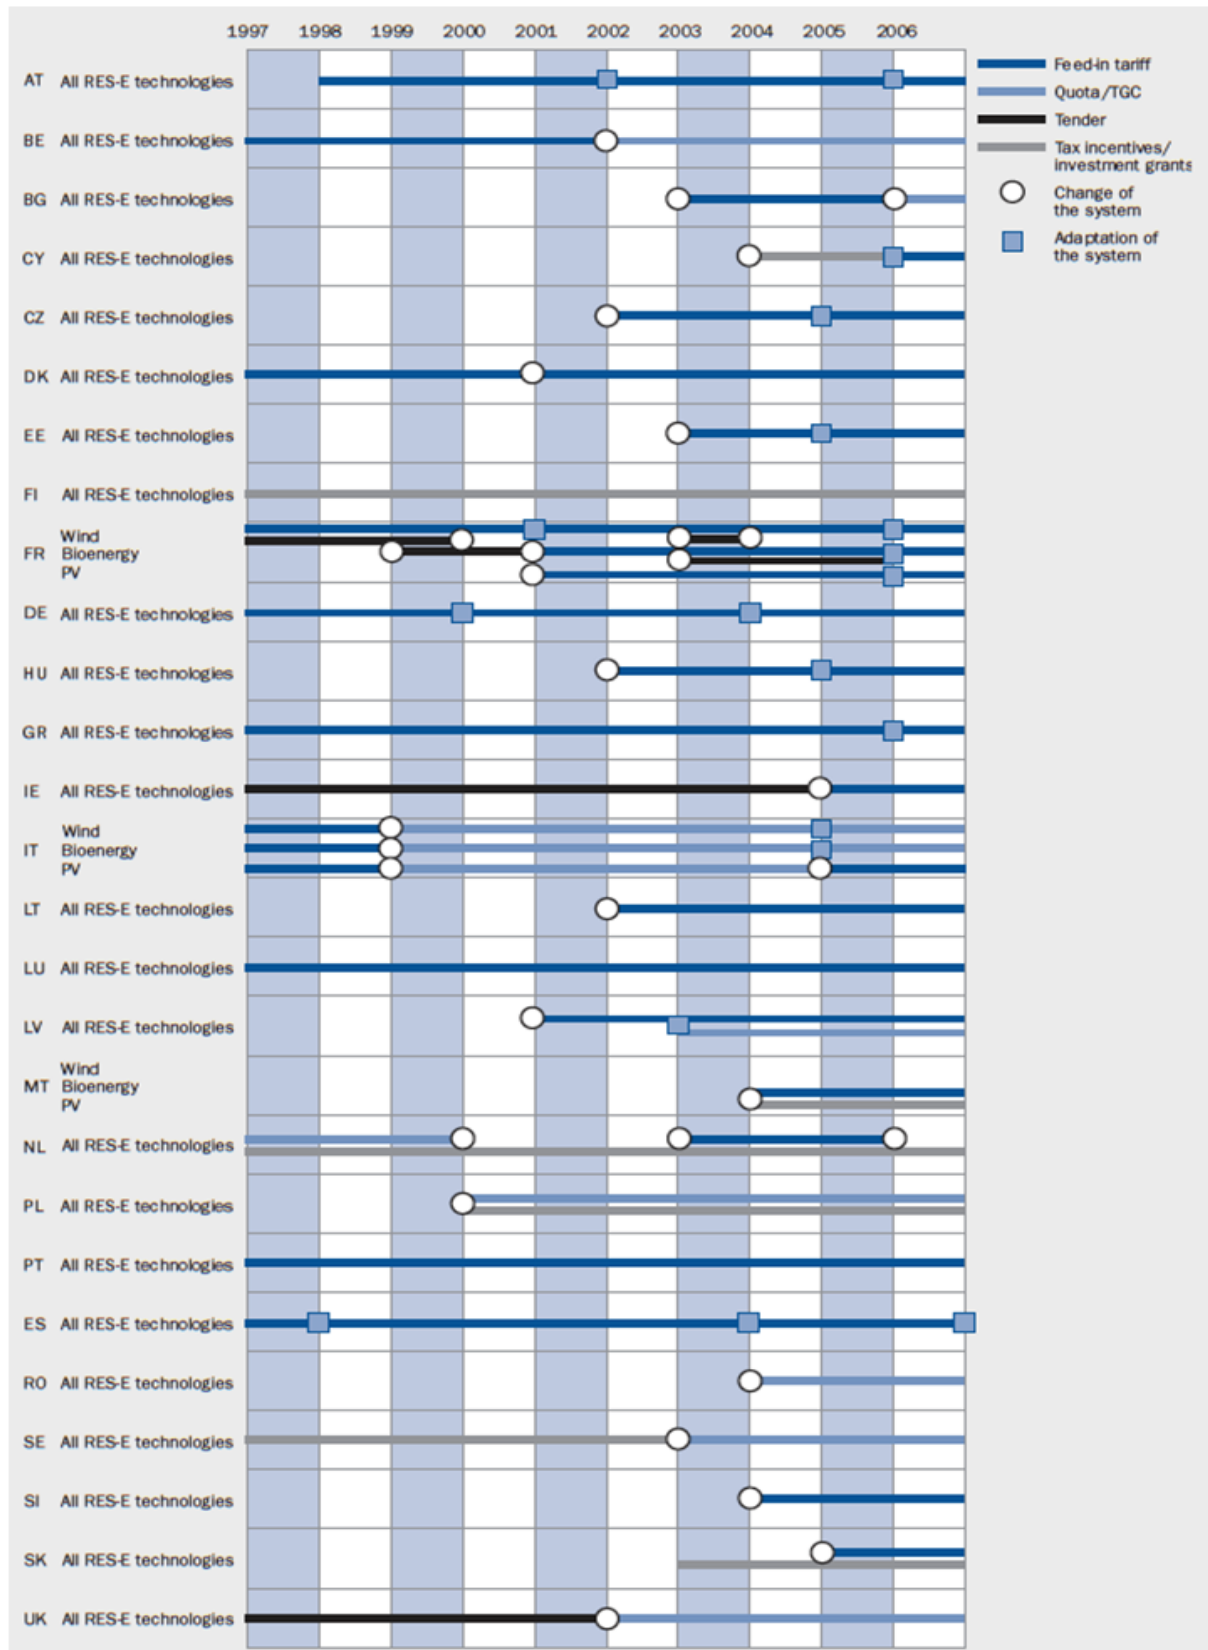 1997 1998 1999 2000 2001 2002 2003 2004 2005 2006
Feed-in tariff
Quota/TGC
Tender
Tax incentives/
investment grants
Change of
the system
Adaptation of
the system
AT All RES-E technologies
BE All RES-E technologies
BG All RES-E technologies
CY All RES-E technologies
CZ All RES-E technologies
DK All RES-E technologies
EE All RES-E technologies
FI All RES-E technologies
Wind
FR Bioenergy
PV
DE All RES-E technologies
HU All RES-E technologies
GR All RES-E technologies
IE All RES-E technologies
Wind
IT Bioenergy
PV
LT All RES-E technologies
LU All RES-E technologies
LV All RES-E technologies
Wind
MT Bioenergy
PV
NL All RES-E technologies
PL All RES-E technologies
PT All RES-E technologies
ES All RES-E technologies
RO All RES-E technologies
SE All RES-E technologies
SI All RES-E technologies
SK All RES-E technologies
UK All RES-E technologies